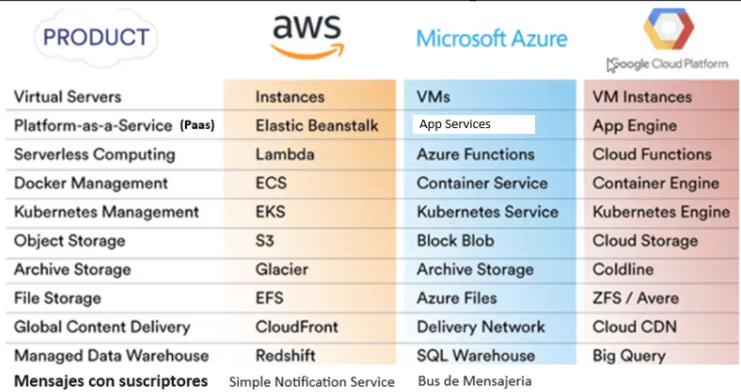 PRODUCT aws Microsoft Azure Google Cloud Platform
Virtual Servers Instances VMs VM Instances
Platform-as-a-Service (Paas) Elastic Beanstalk App Services App Engine
Serverless Computing Lambda Azure Functions Cloud Functions
Docker Management ECS Container Service Container Engine
Kubernetes Management EKS Kubernetes Service Kubernetes Engine
Object Storage S3 Block Blob Cloud Storage
Archive Storage Glacier Archive Storage Coldline
File Storage EFS Azure Files ZFS / Avere
Global Content Delivery CloudFront Delivery Network Cloud CDN
Managed Data Warehouse Redshift SQL Warehouse Big Query
Mensajes con suscriptores Simple Notification Service Bus de Mensajeria